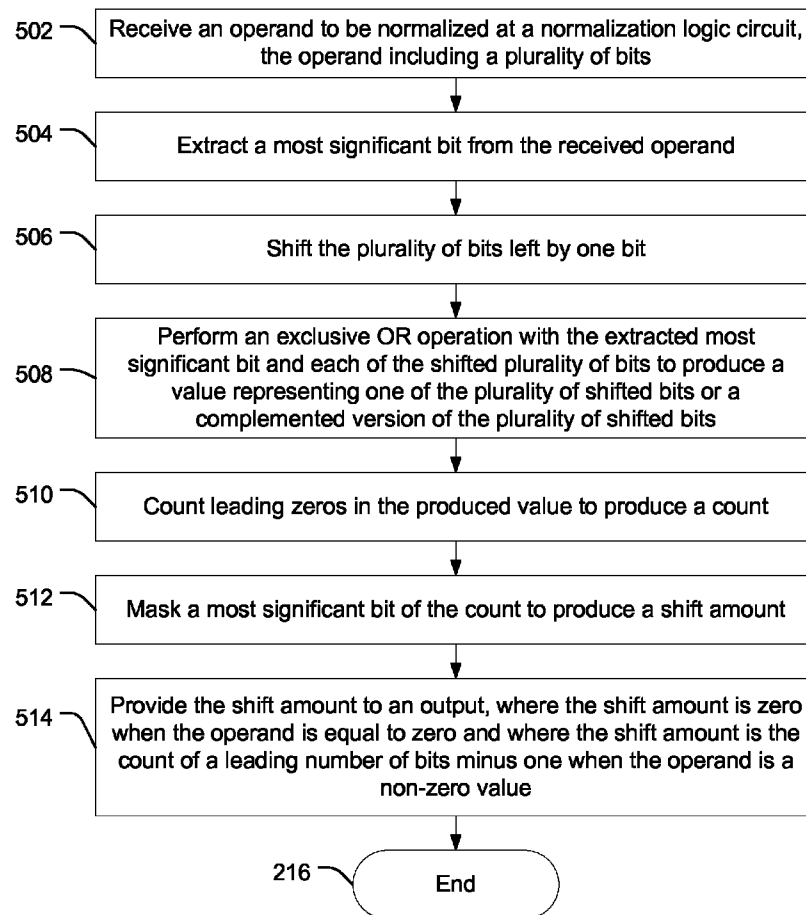 502
Receive an operand to be normalized at a normalization logic circuit,
the operand including a plurality of bits
504
Extract a most significant bit from the received operand
506
Shift the plurality of bits left by one bit
508
Perform an exclusive OR operation with the extracted most
significant bit and each of the shifted plurality of bits to produce a
value representing one of the plurality of shifted bits or a
complemented version of the plurality of shifted bits
510
Count leading zeros in the produced value to produce a count
512
Mask a most significant bit of the count to produce a shift amount
514
Provide the shift amount to an output, where the shift amount is zero
when the operand is equal to zero and where the shift amount is the
count of a leading number of bits minus one when the operand is a
non-zero value
216
End